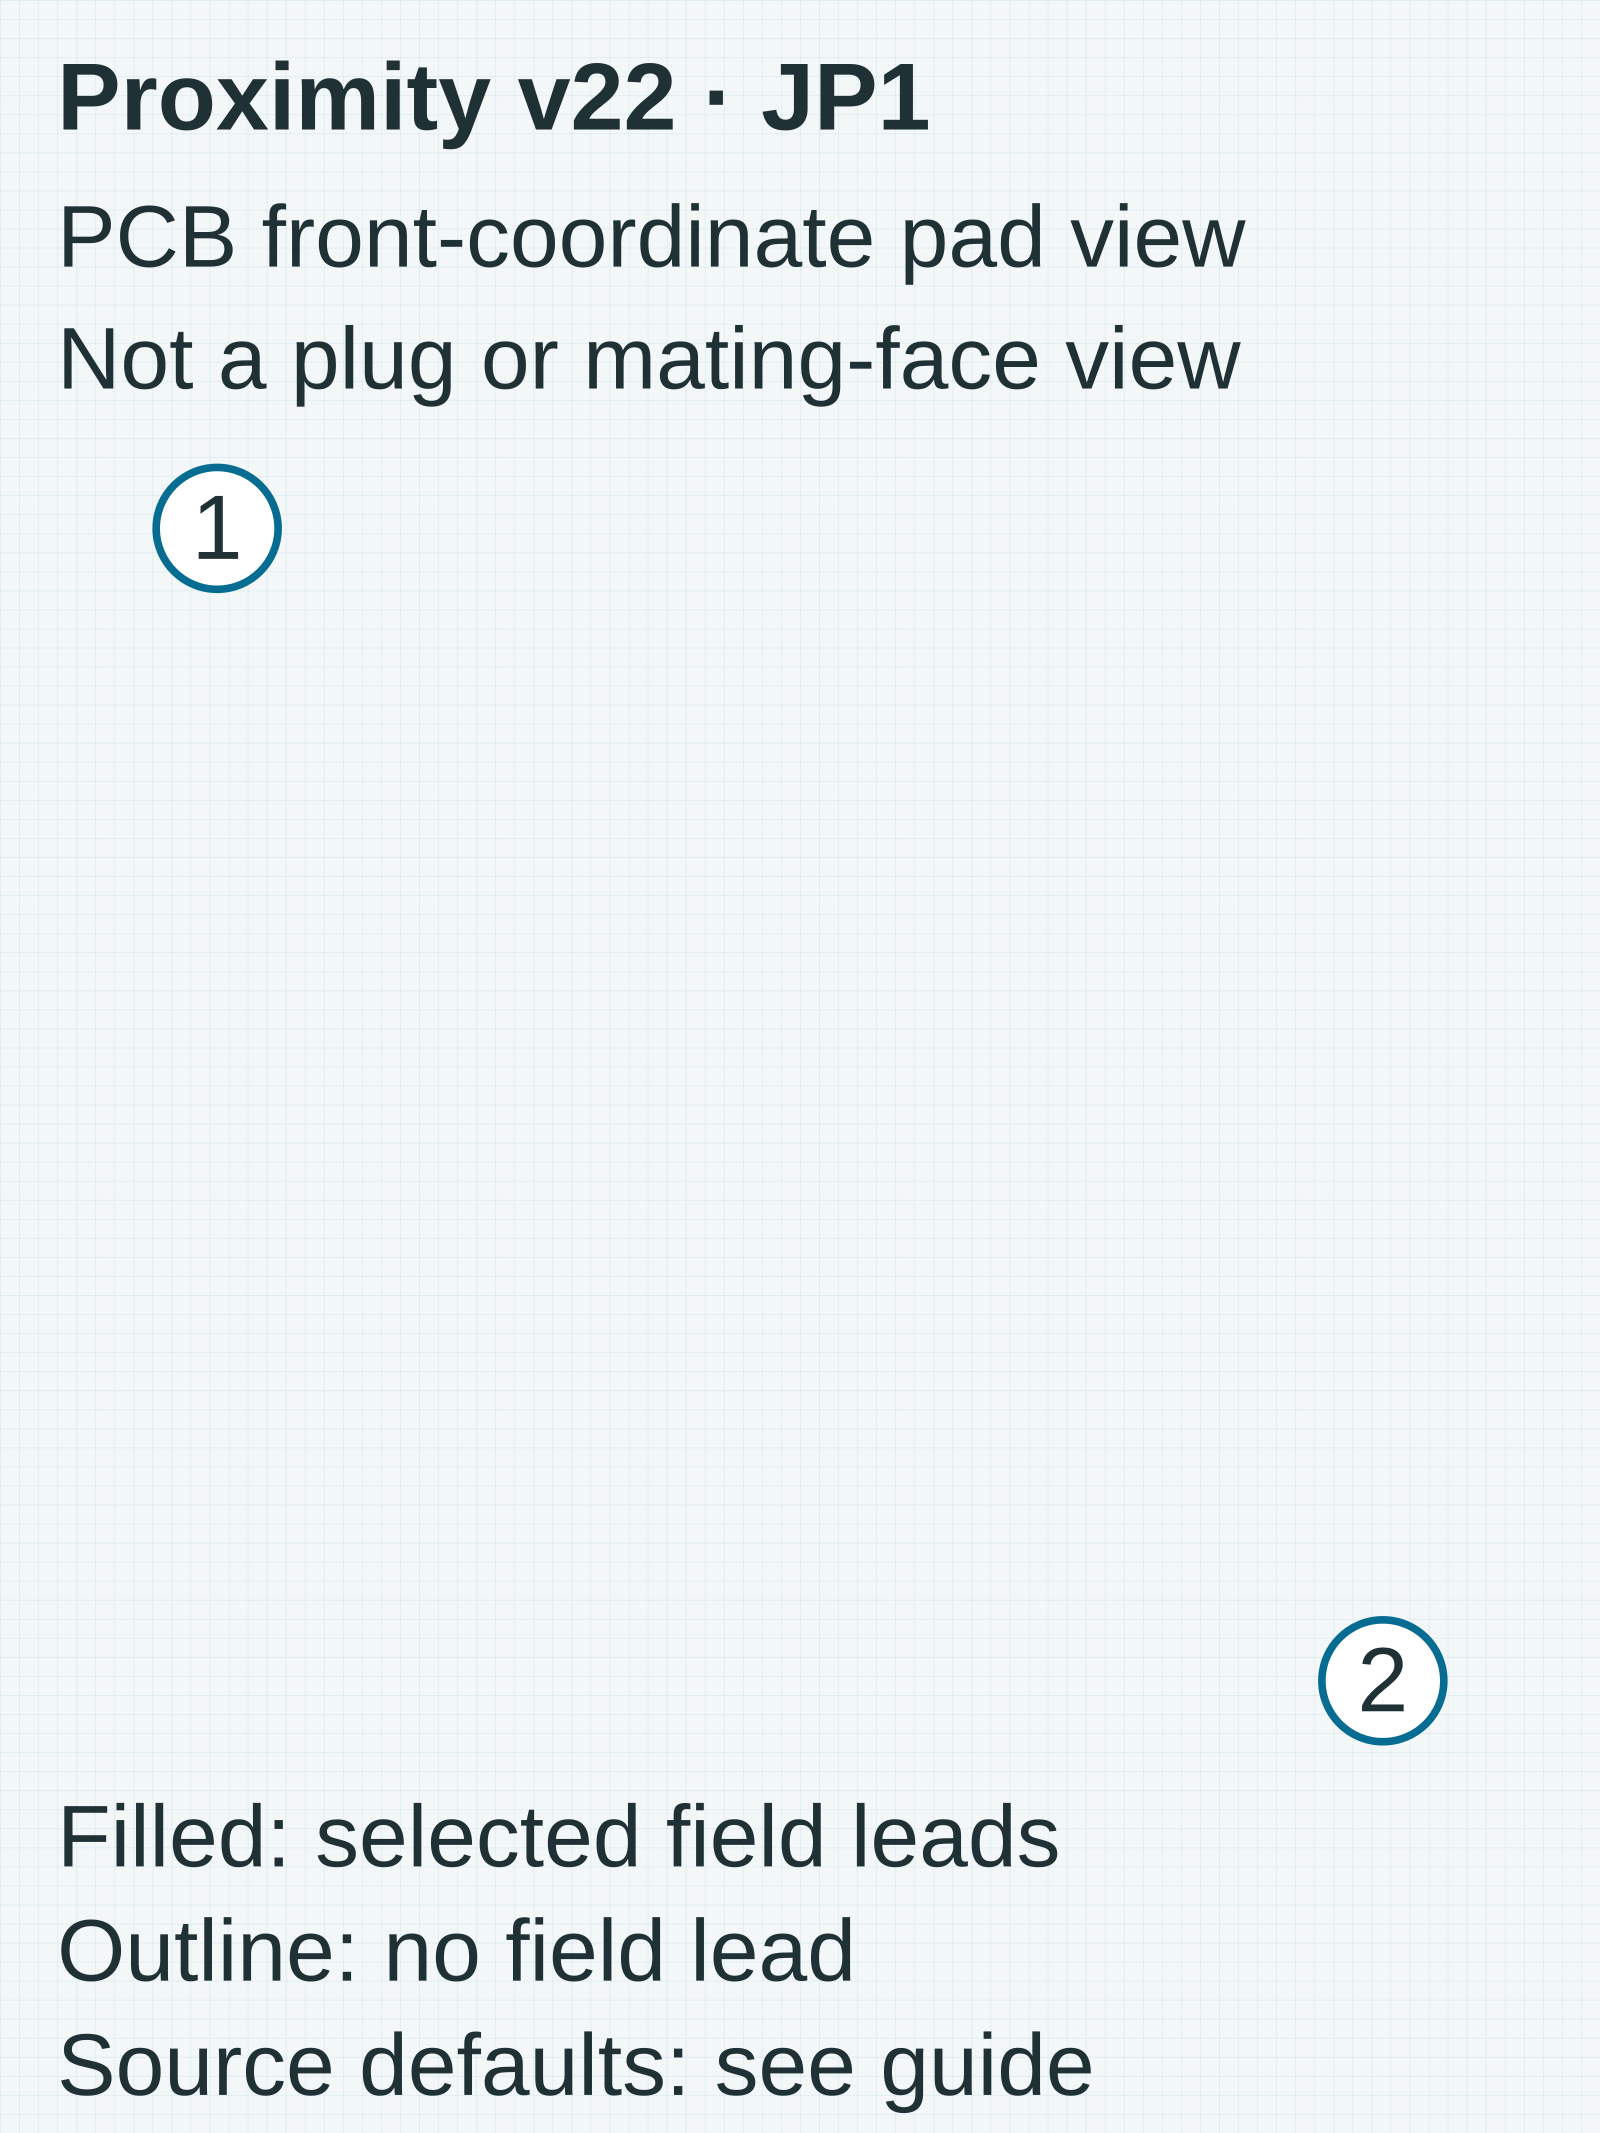 Proximity v22 · JP1
PCB front-coordinate pad view
Not a plug or mating-face view
1
2
Filled: selected field leads
Outline: no field lead
Source defaults: see guide